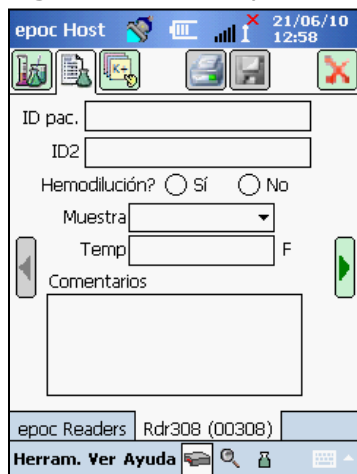 epoc Host 21/06/10
12:58
K+
ID pac.
ID2
Hemodilución? Sí No
Muestra
Temp F
Comentarios
epoc Readers Rdr308 (00308)
Herram. Ver Ayuda